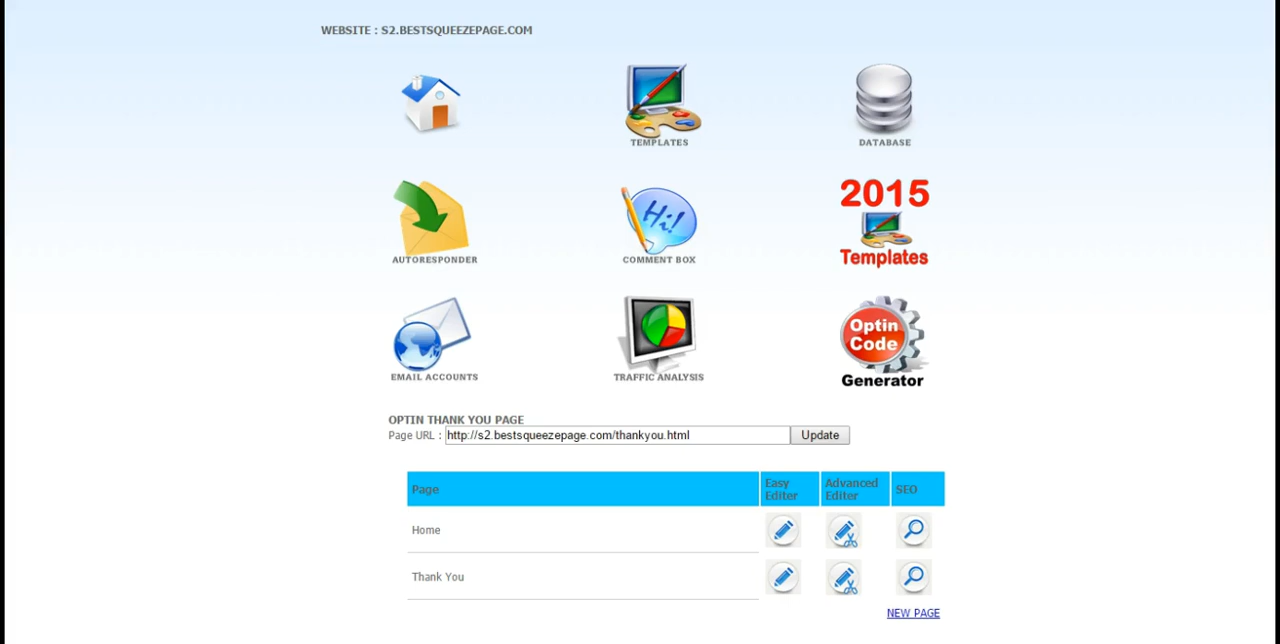 WEBSITE : S2.BESTSQUEEZEPAGE.COM
TEMPLATES
DATABASE
2015
Hi!
Templates
AUTORESPONDER
COMMENT BOX
Optin
Code
Generator
EMAIL ACCOUNTS
TRAFFIC ANALYSIS
OPTIN THANK YOU PAGE
Page URL : http://s2.bestsqueezepage.com/thankyou.html Update
Page Easy Editer Advanced Editer SEO
Home
Thank You
NEW PAGE